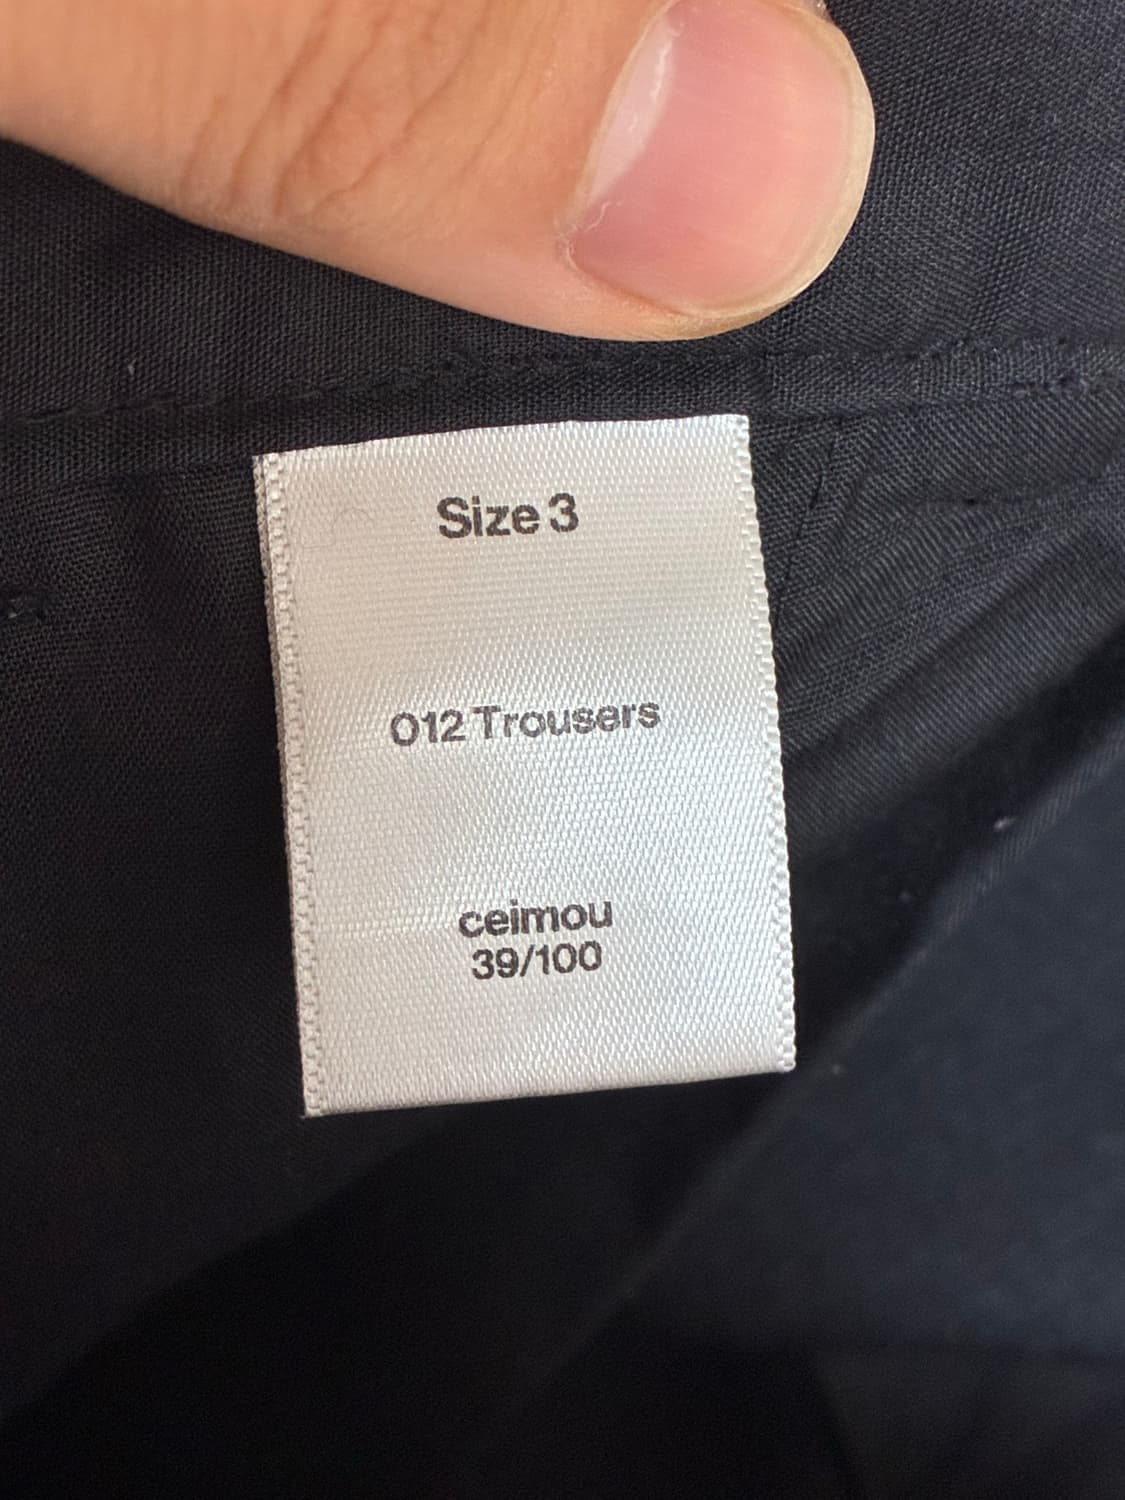 Size 3
012 Trousers
ceimou
39/100